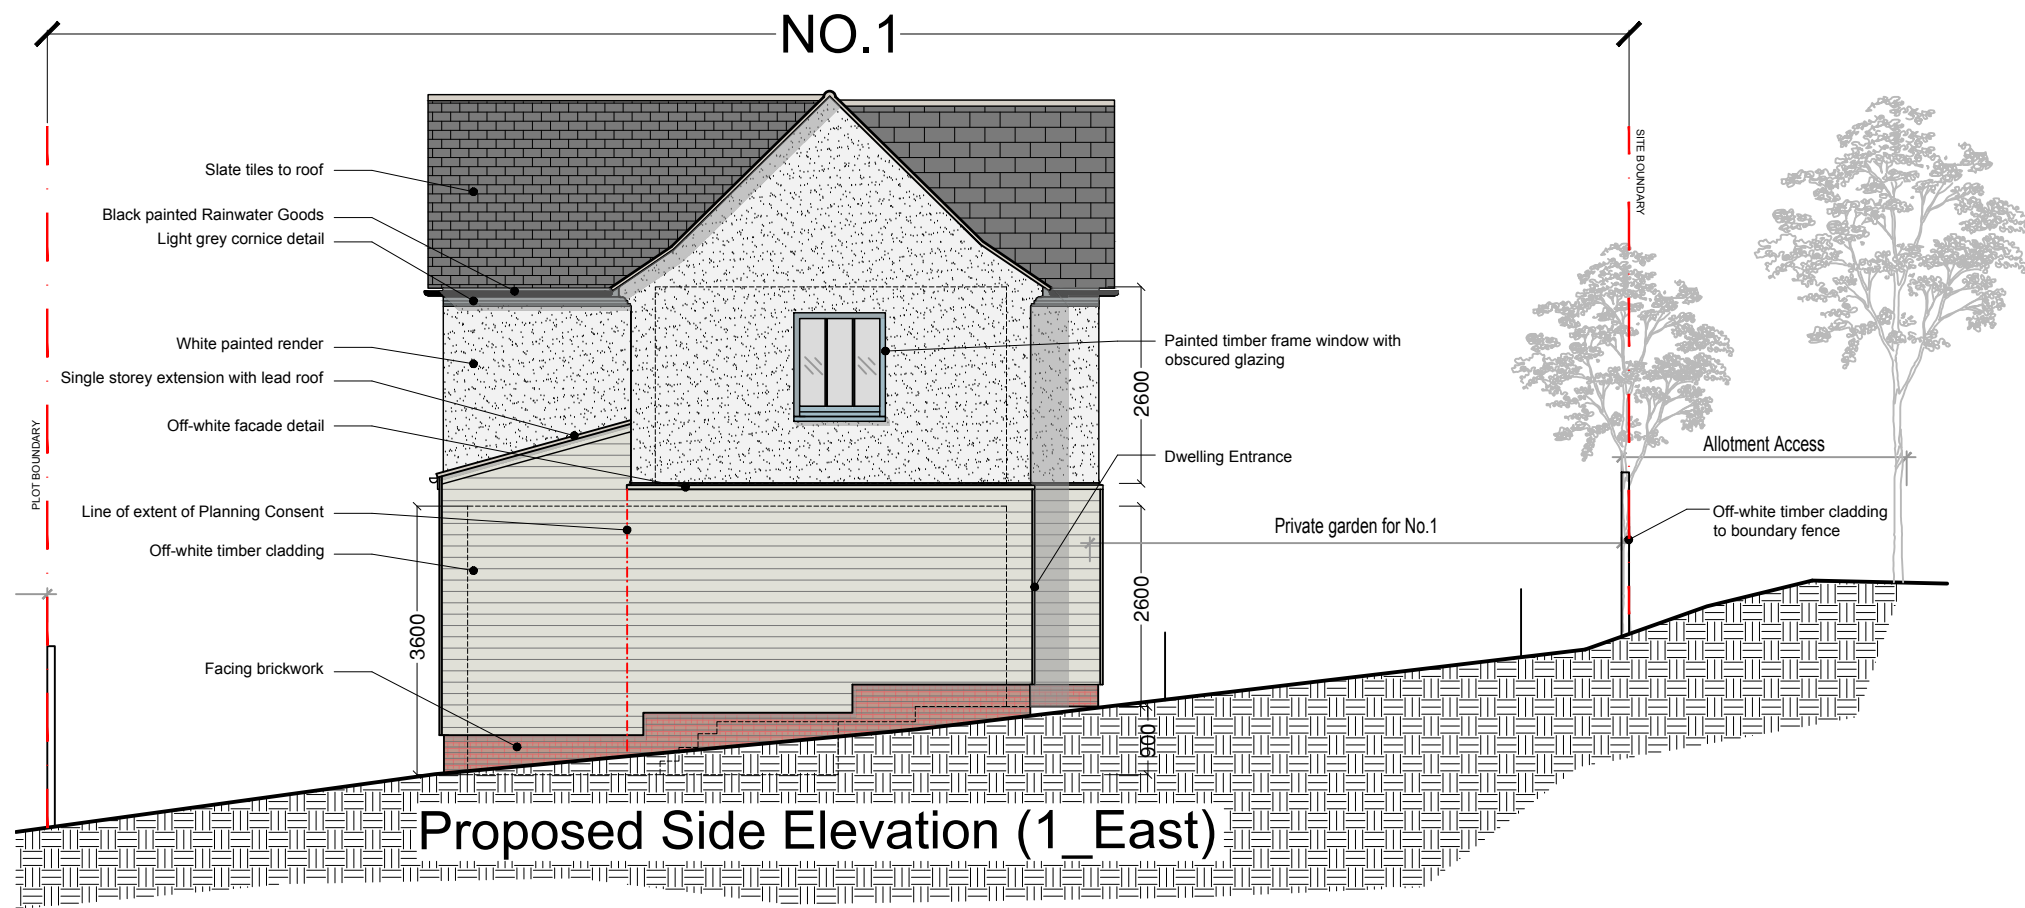 NO.1
Slate tiles to roof
Black painted Rainwater Goods
Light grey cornice detail
White painted render
Single storey extension with lead roof
Off-white facade detail
Line of extent of Planning Consent
Off-white timber cladding
Facing brickwork
PLOT BOUNDARY
SITE BOUNDARY
Painted timber frame window with
obscured glazing
2600
Dwelling Entrance
Allotment Access
Private garden for No.1
Off-white timber cladding
to boundary fence
3600
2600
900
Proposed Side Elevation (1_East)